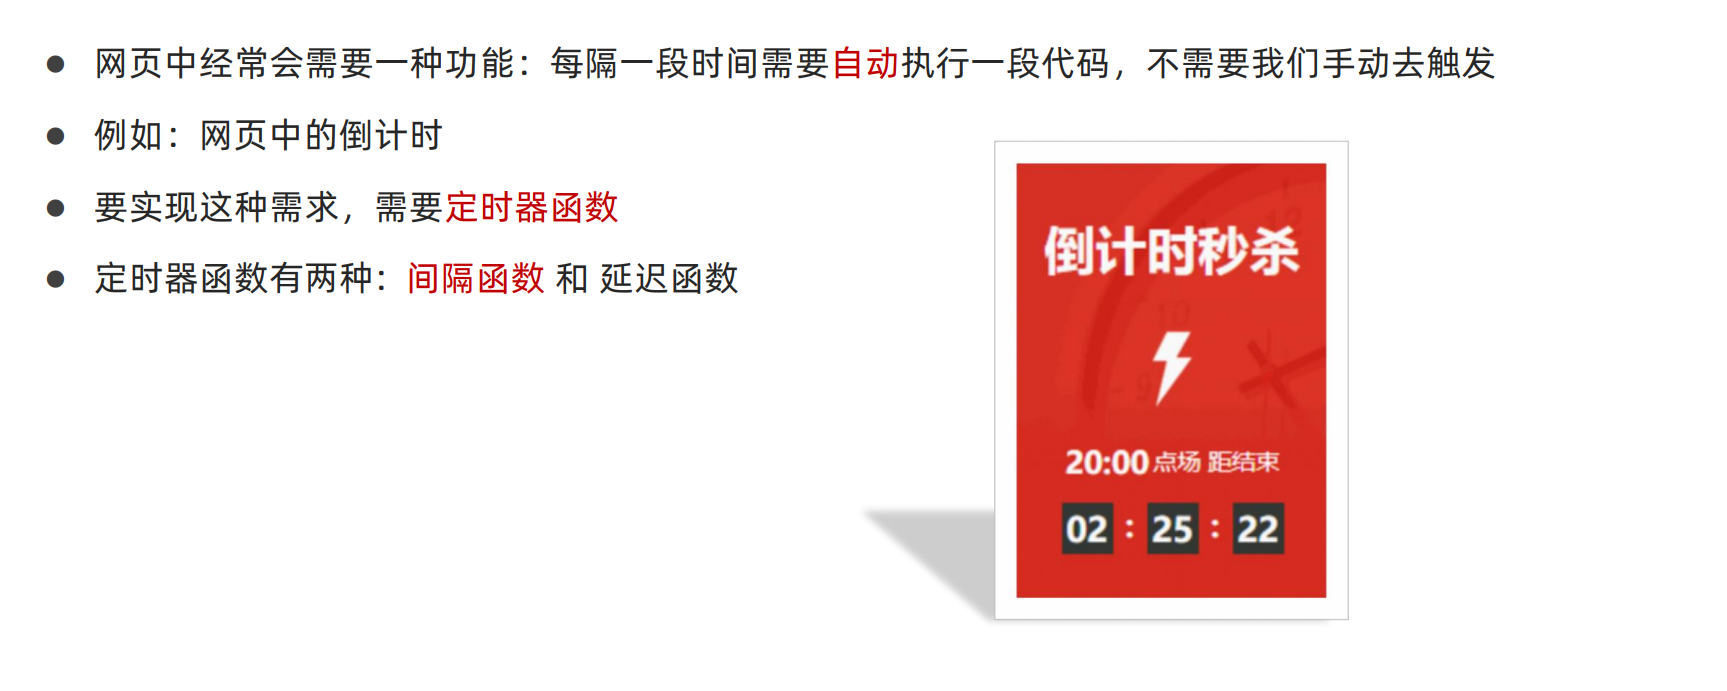 ● 网页中经常会需要一种功能：每隔一段时间需要自动执行一段代码，不需要我们手动去触发
● 例如：网页中的倒计时
● 要实现这种需求，需要定时器函数
● 定时器函数有两种：间隔函数 和 延迟函数
倒计时秒杀
20:00点场 距结束
02 : 25 : 22